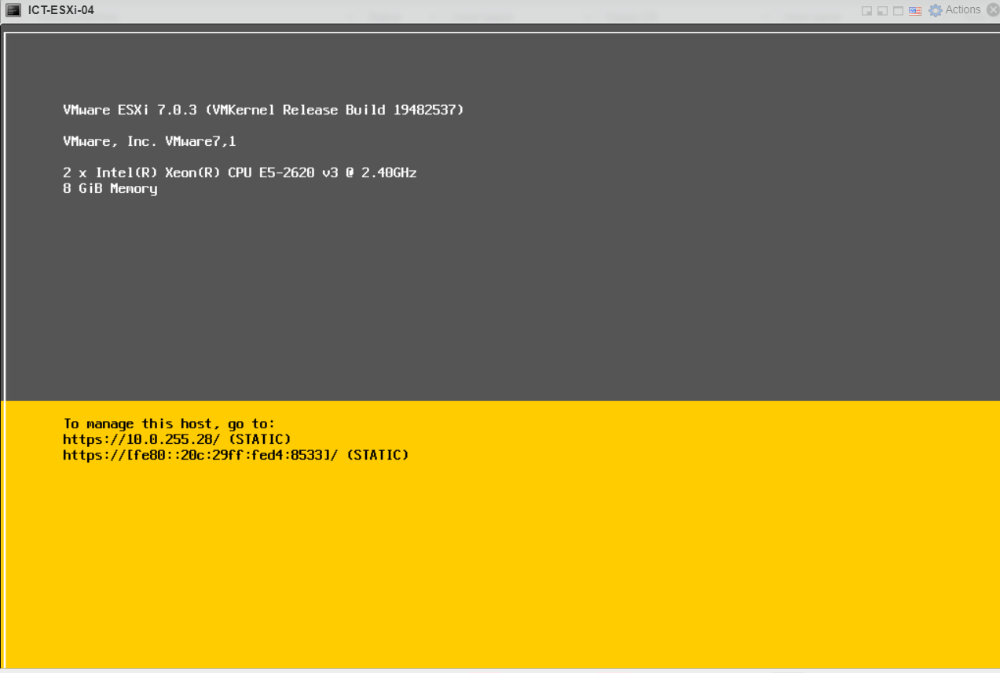 ICT-ESXi-04
Actions
VMware ESXi 7.0.3 (VMKernel Release Build 19482537)
VMware, Inc. VMware7,1
2 x Intel(R) Xeon(R) CPU E5-2620 v3 @ 2.40GHz
8 GiB Memory
To manage this host, go to:
https://10.0.255.28/ (STATIC)
https://[fe80::20c:29ff:fed4:8533]/ (STATIC)